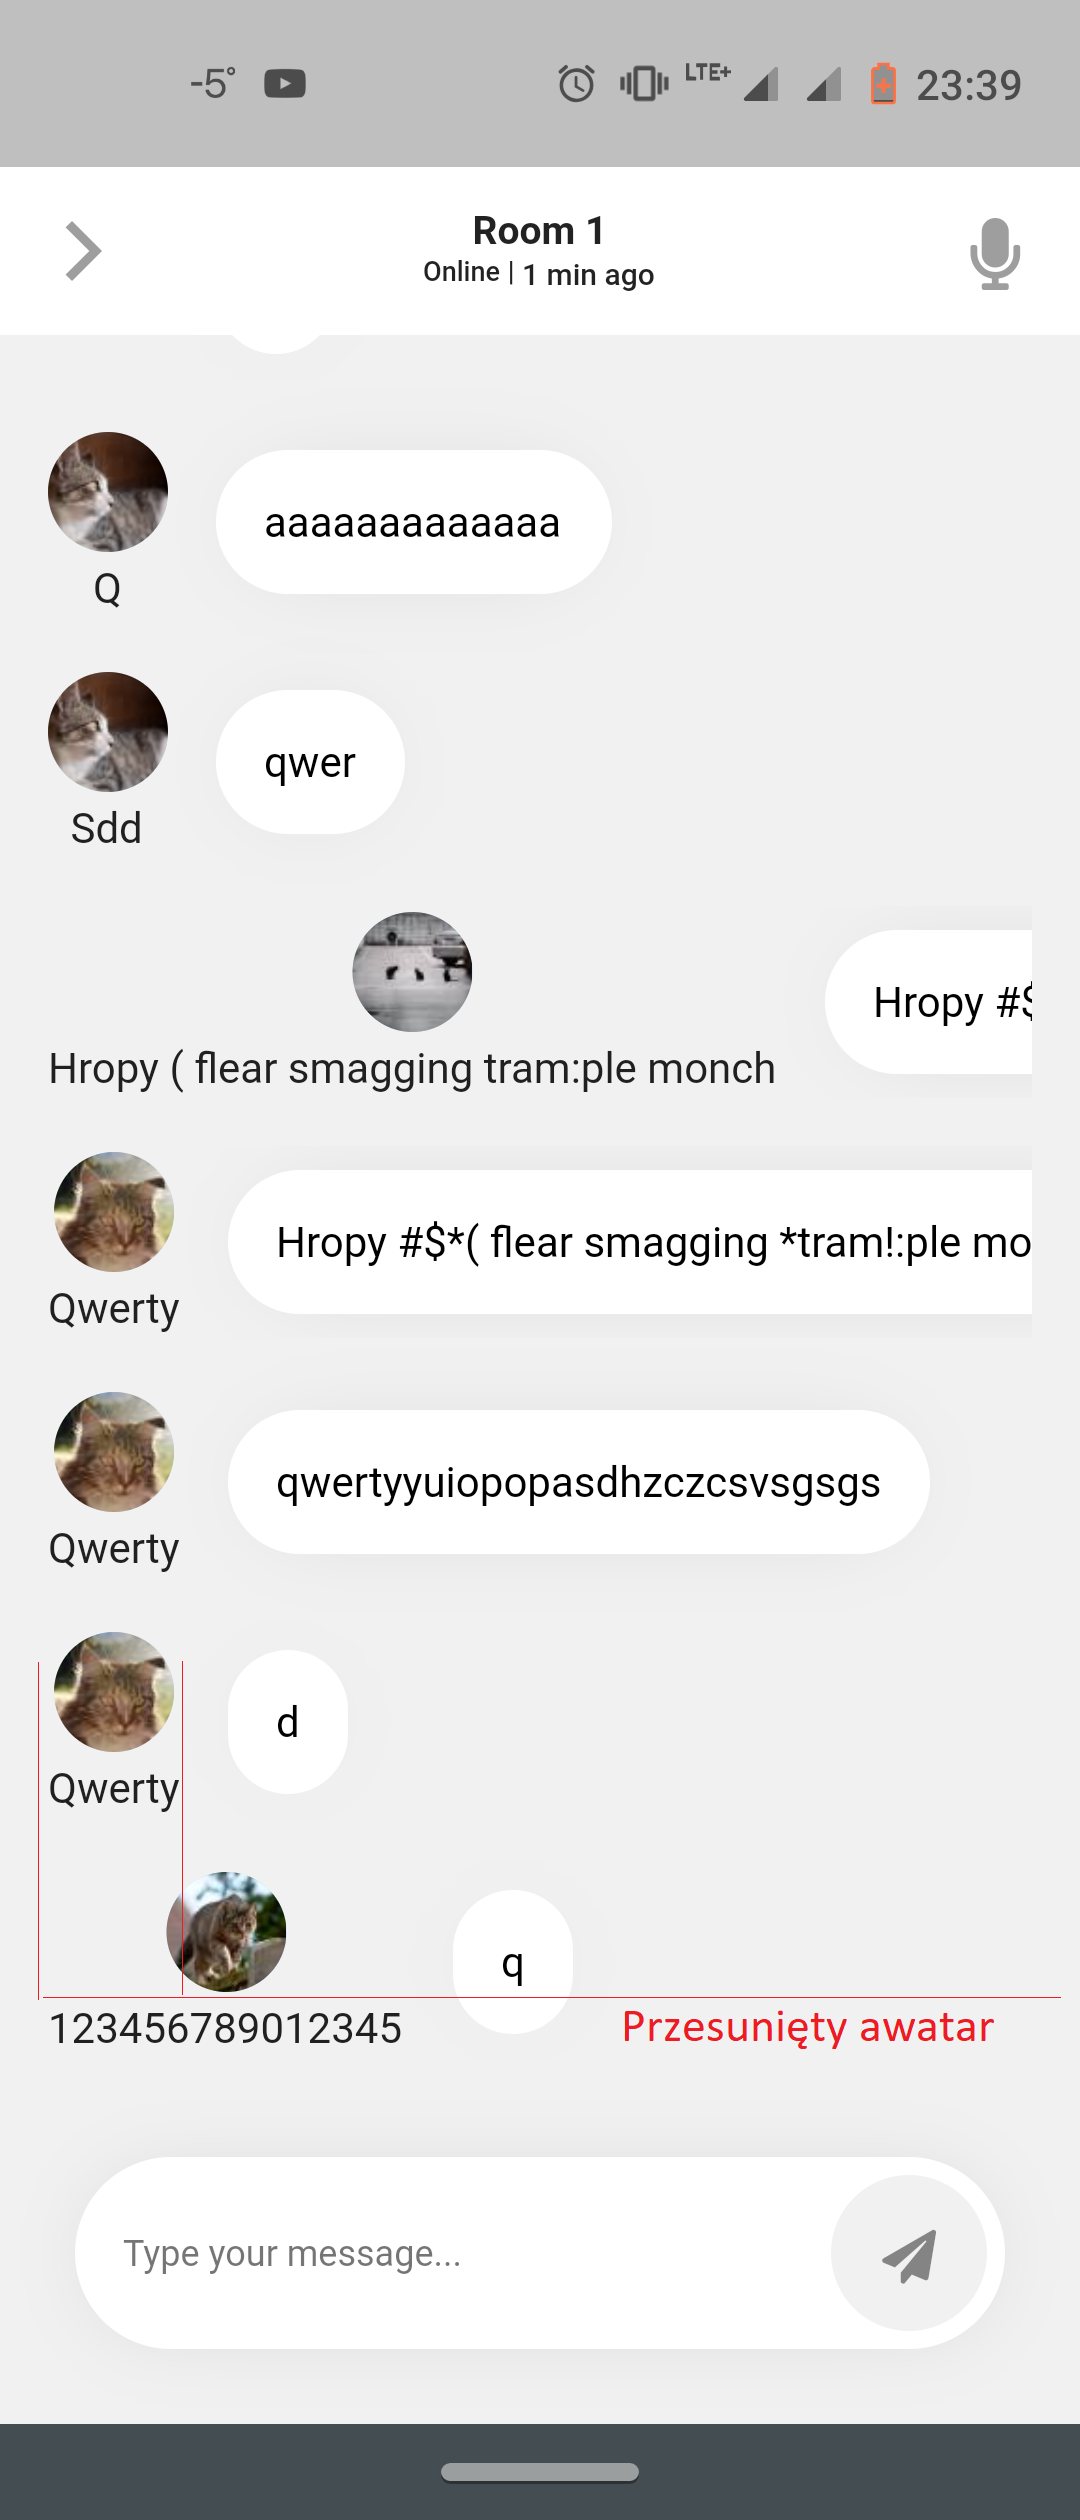 -5°
LTE+
23:39
Room 1
Online | 1 min ago
aaaaaaaaaaaaa
Q
qwer
Sdd
Hropy #$
Hropy ( flear smagging tram:ple monch
Hropy #$*( flear smagging *tram!:ple mo
Qwerty
qwertyyuiopopasdhzczcsvsgsgs
Qwerty
d
Qwerty
q
123456789012345
Przesunięty awatar
Type your message...